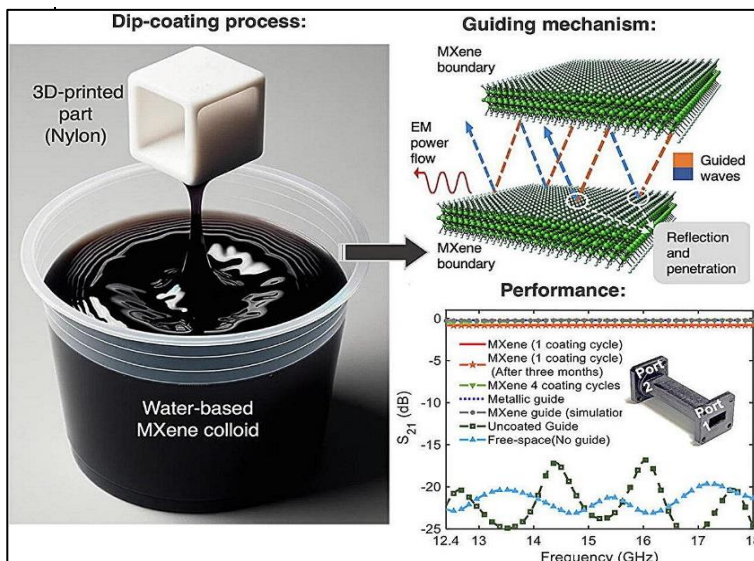 Dip-coating process:
3D-printed
part
(Nylon)
Water-based
MXene colloid
Guiding mechanism:
MXene
boundary
EM
power
flow
Guided
waves
MXene
boundary
Reflection
and
penetration
Performance:
MXene (1 coating cycle)
MXene (1 coating cycle)
(After three months)
MXene 4 coating cycles
Metallic guide
MXene guide (simulation
Uncoated Guide
Free-space(No guide)
Port
2
Port
1
S21 (dB)
0
-5
-10
-15
-20
-25
12.4 13 14 15 16 17 18
Frequency (GHz)